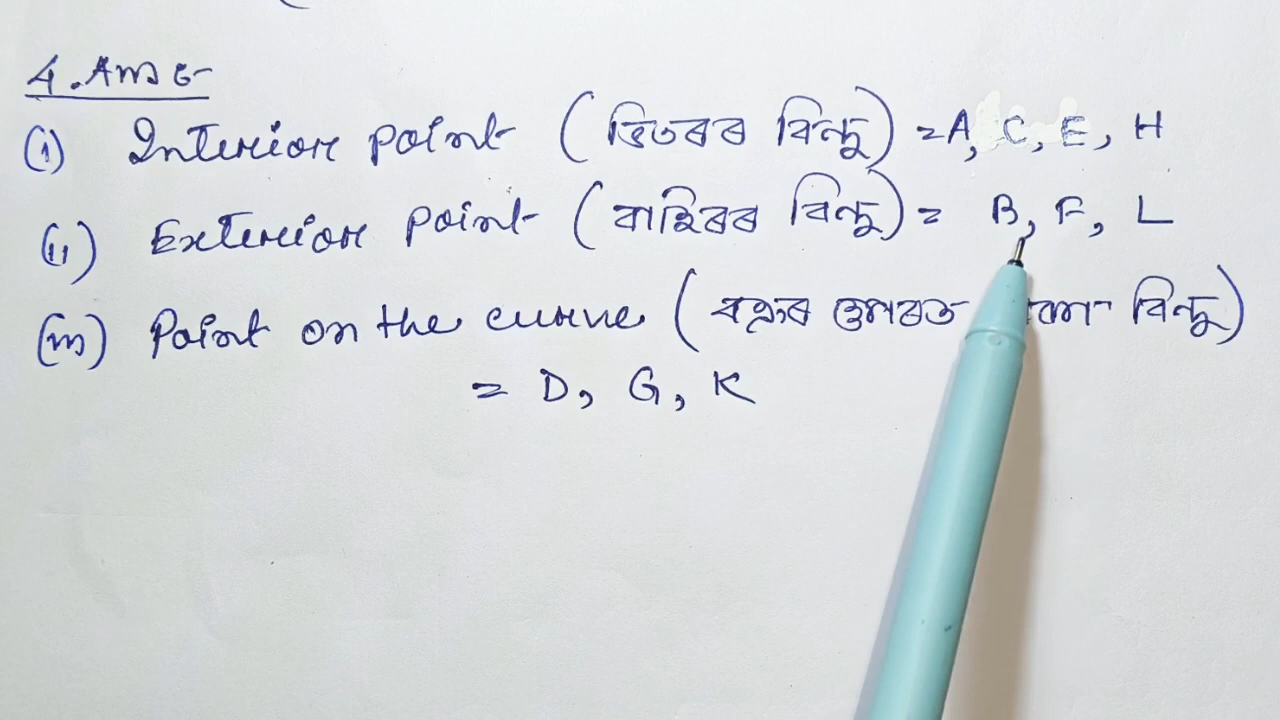 4. Ans :-
(i) Interior point (ভিতৰৰ বিন্দু) = A, C, E, H
(ii) Exterior point (বাহিৰৰ বিন্দু) = B, F, L
(iii) Point on the curve (বক্ৰৰ ওপৰত বিন্দু)
= D, G, K